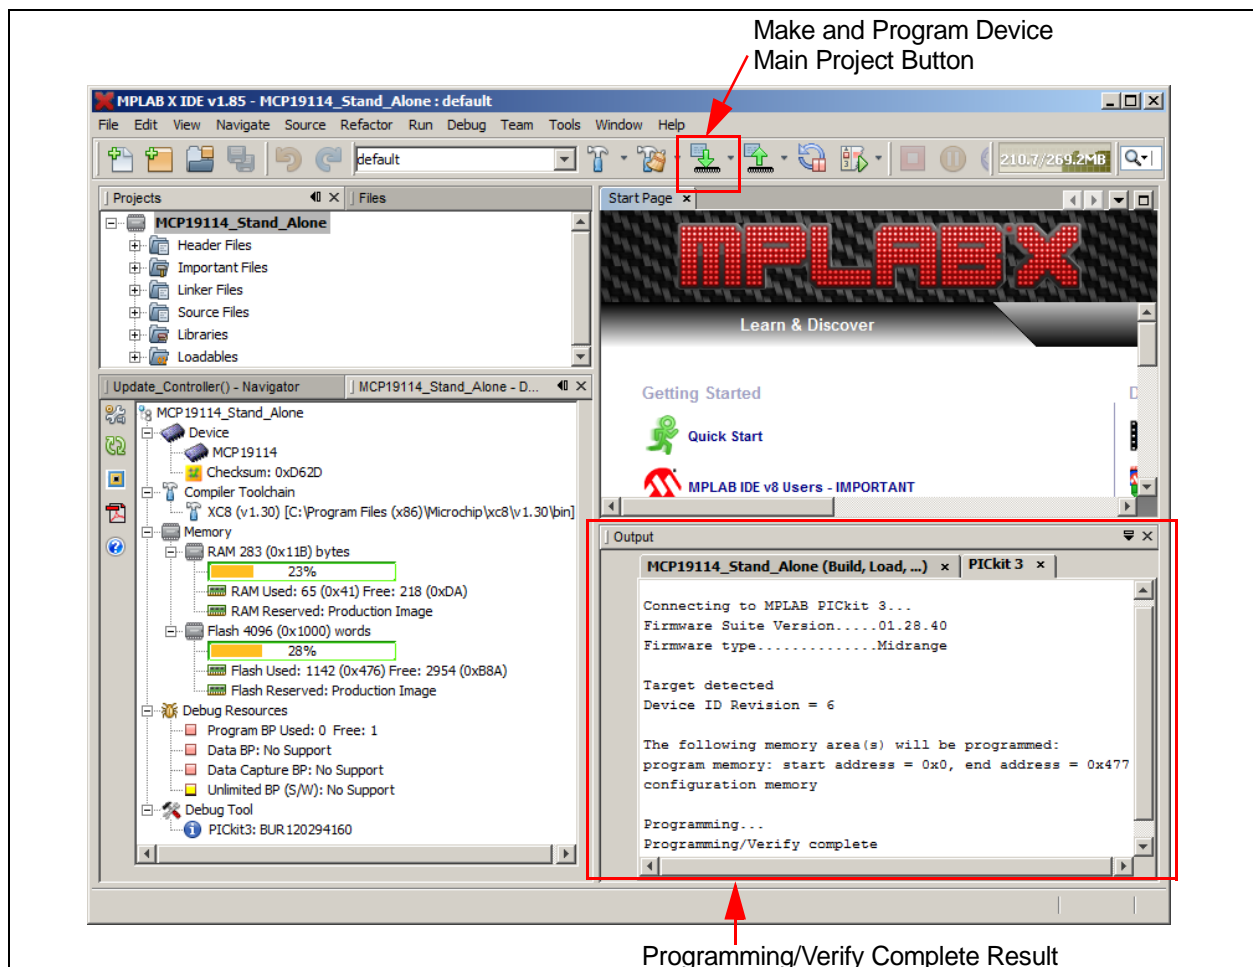 Make and Program Device
Main Project Button
MPLAB X IDE v1.85 - MCP19114_Stand_Alone : default
File Edit View Navigate Source Refactor Run Debug Team Tools Window Help
default
210.7/269.2MB
Projects
Files
MCP19114_Stand_Alone
Header Files
Important Files
Linker Files
Source Files
Libraries
Loadables
Start Page
MPLAB X
Learn & Discover
Getting Started
D
Quick Start
MPLAB IDE v8 Users - IMPORTANT
Update_Controller() - Navigator
MCP19114_Stand_Alone - D...
MCP19114_Stand_Alone
Device
MCP19114
Checksum: 0xD62D
Compiler Toolchain
XC8 (v1.30) [C:\Program Files (x86)\Microchip\xc8\v1.30\bin]
Memory
RAM 283 (0x11B) bytes
23%
RAM Used: 65 (0x41) Free: 218 (0xDA)
RAM Reserved: Production Image
Flash 4096 (0x1000) words
28%
Flash Used: 1142 (0x476) Free: 2954 (0xB8A)
Flash Reserved: Production Image
Debug Resources
Program BP Used: 0 Free: 1
Data BP: No Support
Data Capture BP: No Support
Unlimited BP (S/W): No Support
Debug Tool
PICkit3: BUR120294160
Output
MCP19114_Stand_Alone (Build, Load, ...)
PICkit 3
Connecting to MPLAB PICkit 3...
Firmware Suite Version.....01.28.40
Firmware type..............Midrange
Target detected
Device ID Revision = 6
The following memory area(s) will be programmed:
program memory: start address = 0x0, end address = 0x477
configuration memory
Programming...
Programming/Verify complete
Programming/Verify Complete Result